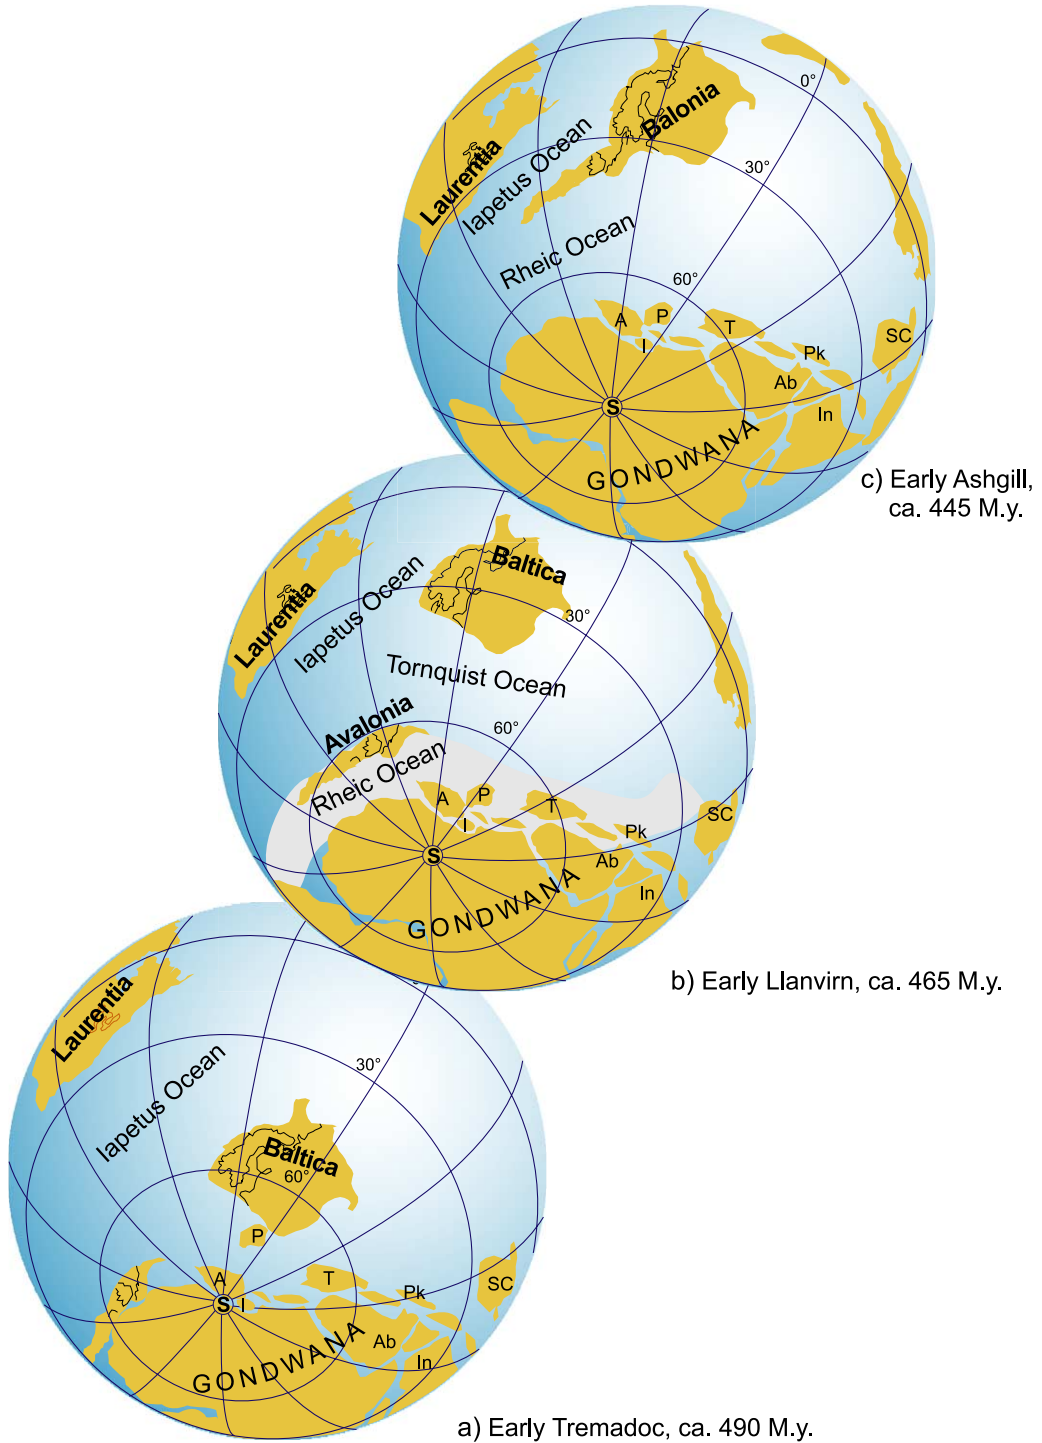 0°
Balonia
Laurentia
Iapetus Ocean
30°
Rheic Ocean
60°
A
P
T
I
Pk
SC
Ab
In
S
GONDWANA
c) Early Ashgill,
ca. 445 M.y.
Baltica
Laurentia
Iapetus Ocean
30°
Tornquist Ocean
Avalonia
60°
Rheic Ocean
A
P
T
I
Pk
SC
Ab
In
S
GONDWANA
b) Early Llanvirn, ca. 465 M.y.
Laurentia
Iapetus Ocean
30°
Baltica
60°
P
A
T
S
I
Pk
SC
Ab
In
GONDWANA
a) Early Tremadoc, ca. 490 M.y.